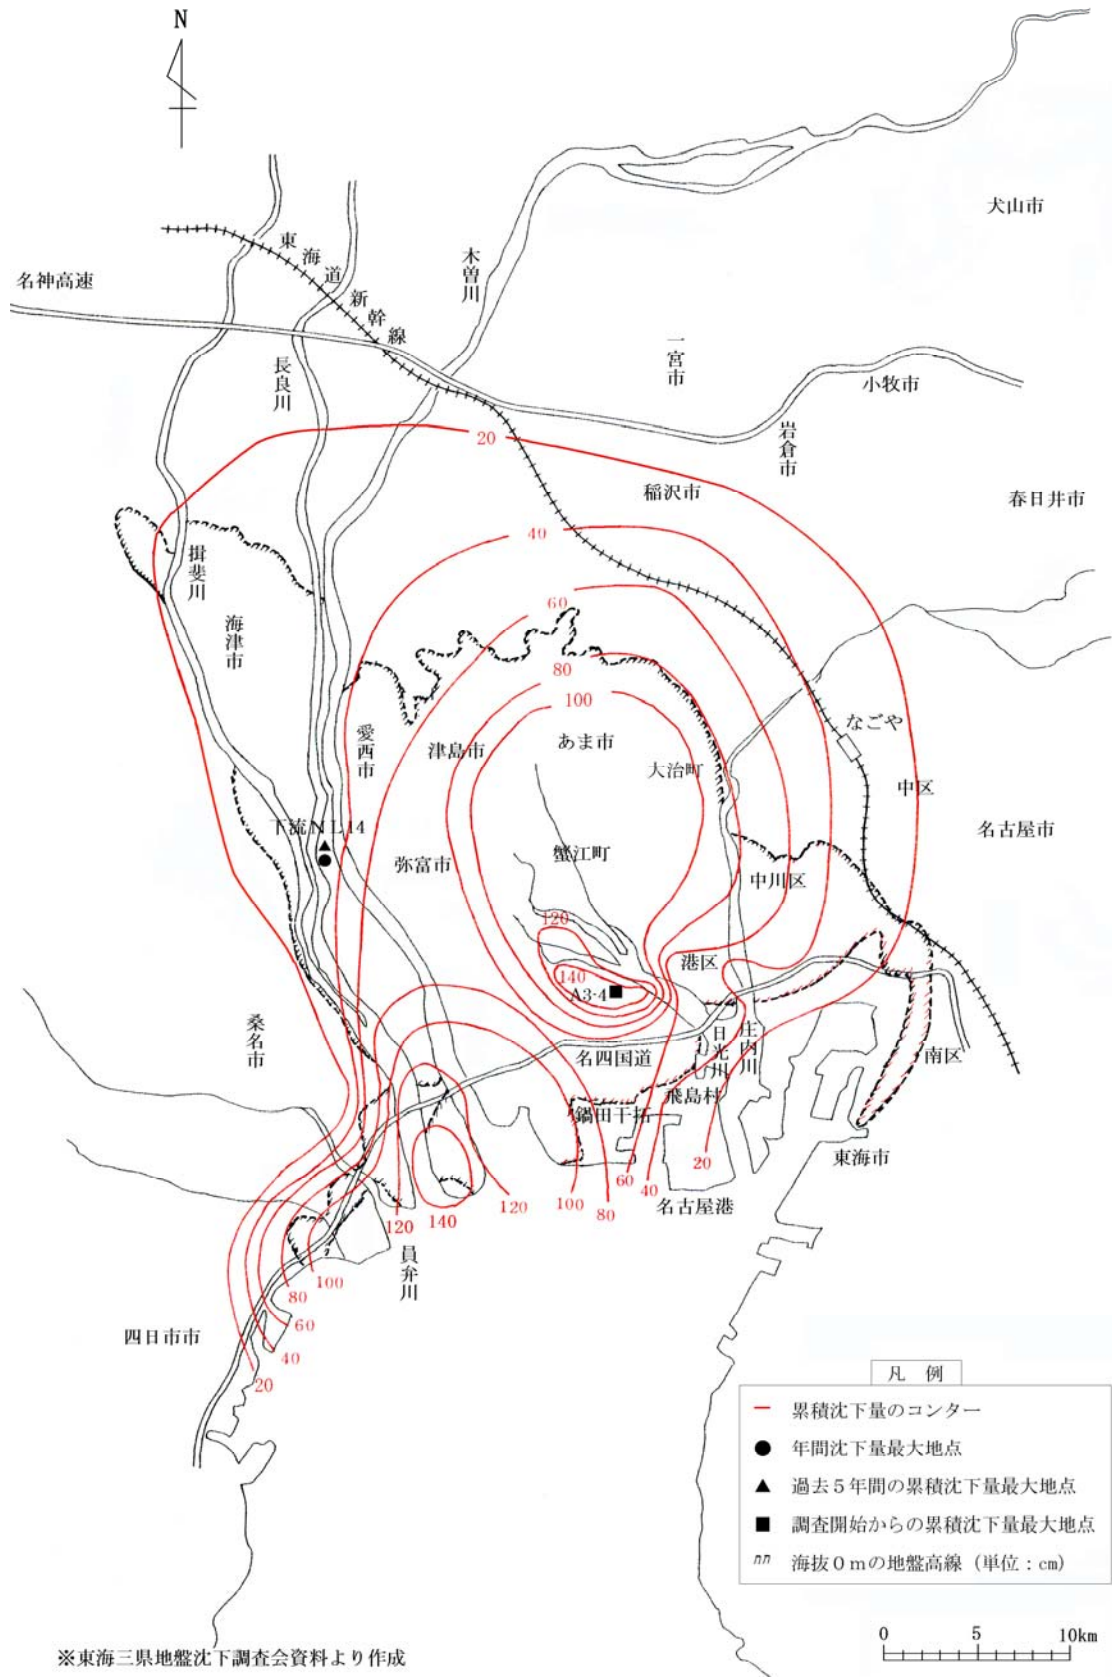 N
犬山市
名神高速
東海道新幹線
木曽川
長良川
一宮市
小牧市
岩倉市
20
稲沢市
春日井市
40
揖斐川
60
海津市
80
100
なごや
愛西市
津島市
あま市
大治町
中区
名古屋市
下流NL14
弥富市
蟹江町
中川区
120
港区
140
A3-4
桑名市
名四国道
日光川
庄内川
南区
飛島村
鍋田干拓
東海市
20
60
40
名古屋港
100
80
120
140
120
員弁川
100
80
60
四日市市
40
20
凡 例
累積沈下量のコンター
年間沈下量最大地点
過去5年間の累積沈下量最大地点
調査開始からの累積沈下量最大地点
海抜0mの地盤高線(単位:cm)
0 5 10km
※東海三県地盤沈下調査会資料より作成